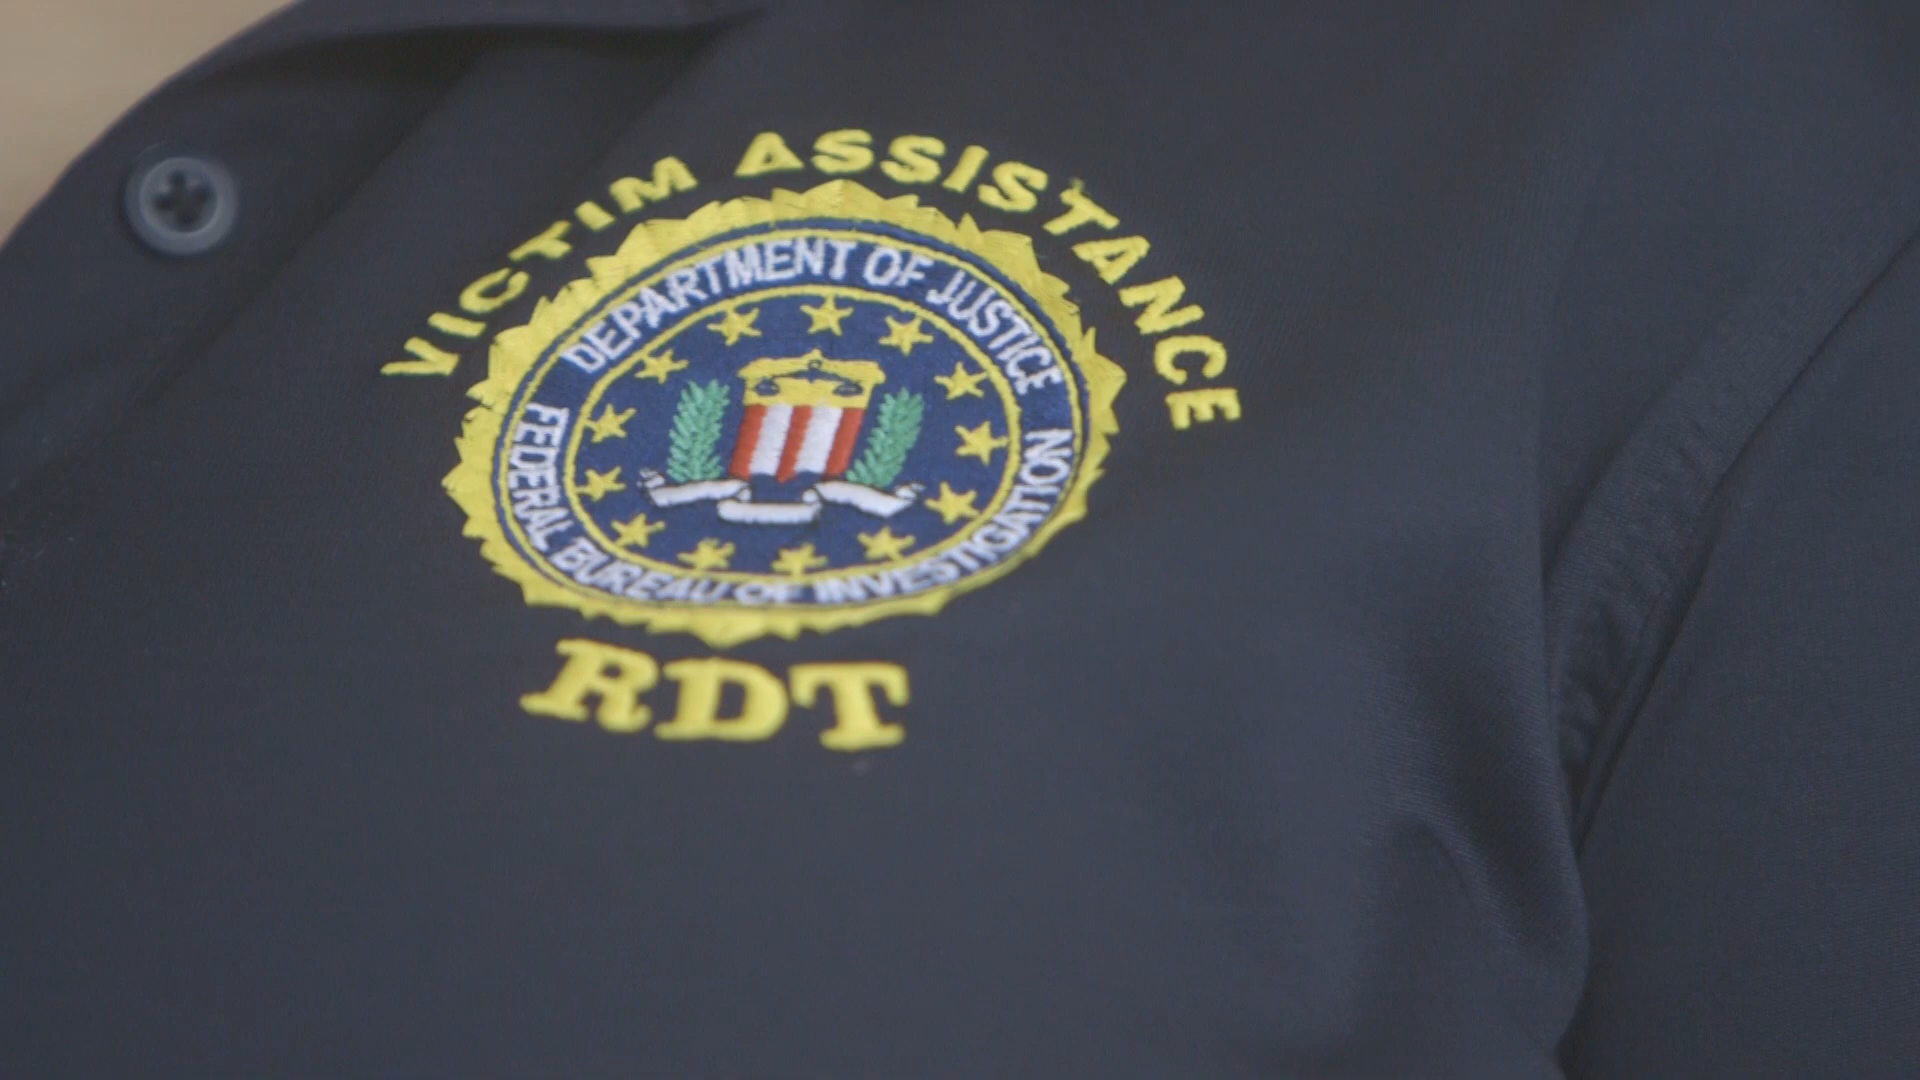 VICTIM ASSISTANCE
DEPARTMENT OF JUSTICE
FEDERAL BUREAU OF INVESTIGATION
RDT